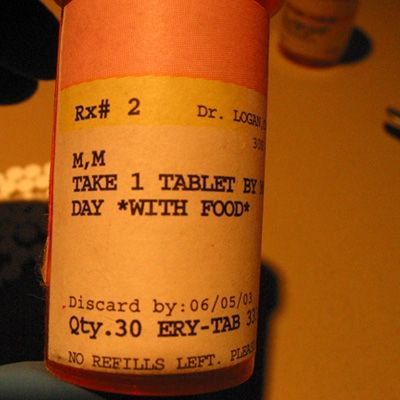 Rx# 2 Dr. LOGAN
M,M
TAKE 1 TABLET BY
DAY *WITH FOOD*
Discard by:06/05/03
Qty.30 ERY-TAB 33
NO REFILLS LEFT.